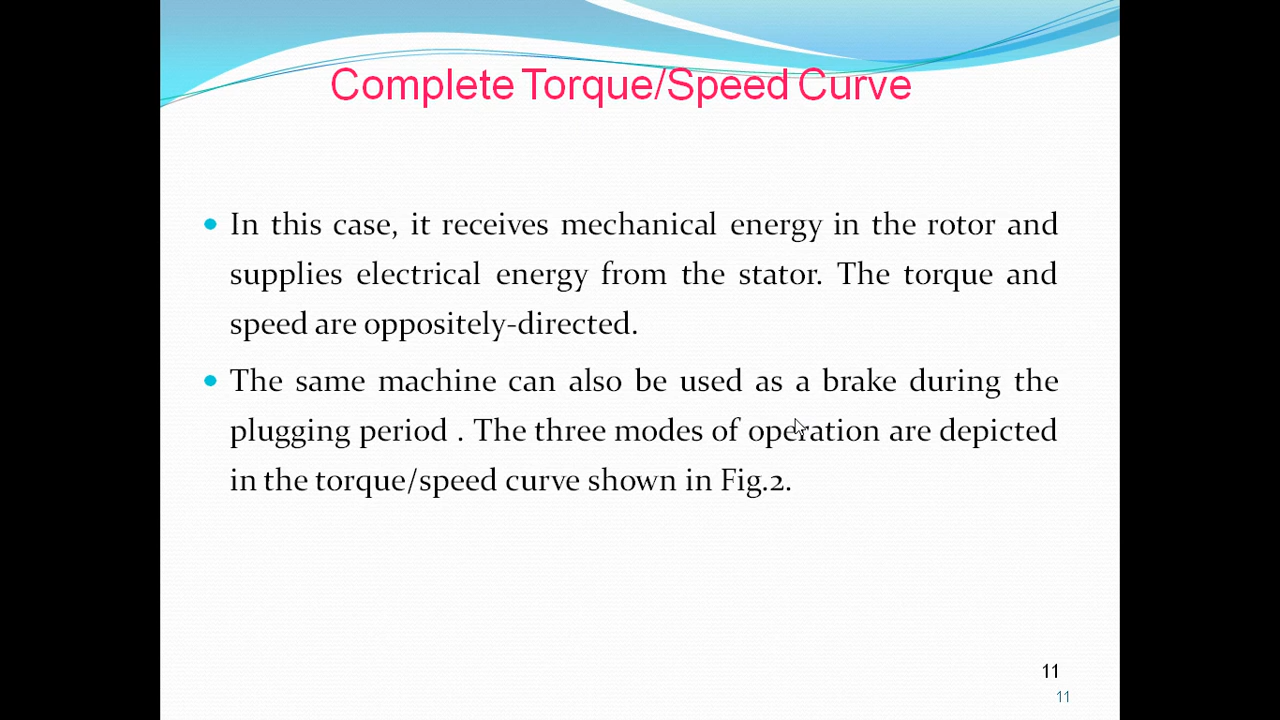 Complete Torque/Speed Curve
In this case, it receives mechanical energy in the rotor and
supplies electrical energy from the stator. The torque and
speed are oppositely-directed.
The same machine can also be used as a brake during the
plugging period . The three modes of operation are depicted
in the torque/speed curve shown in Fig.2.
11
11